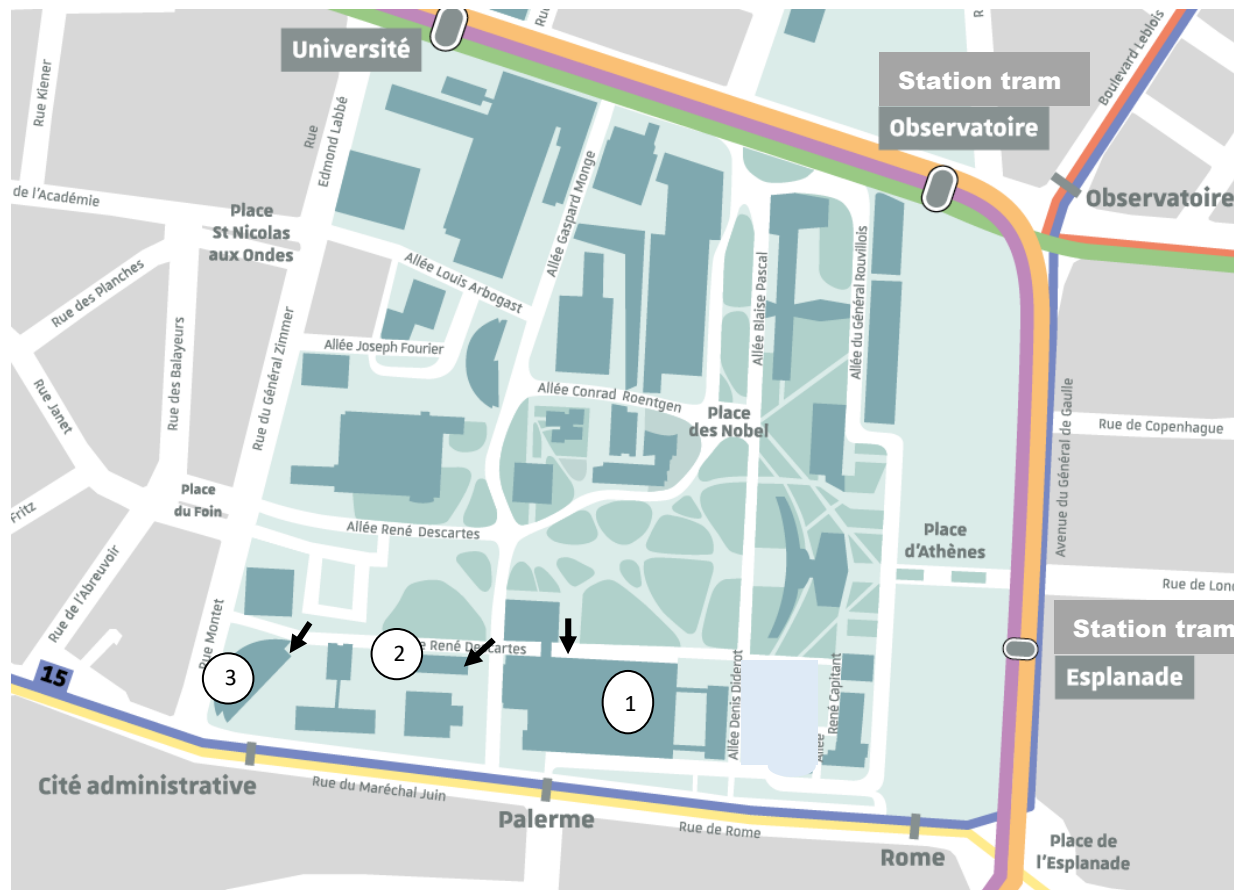 Université
Station tram
Observatoire
Boulevard Leblois
Observatoire
Rue Kiener
Rue
Edmond Labbé
de l'Académie
Place
St Nicolas
aux Ondes
Allée Gaspard Monge
Allée Louis Arbogast
Allée Blaise Pascal
Allée du Général Rouvillois
Rue des Planches
Rue des Balayeurs
Rue du Général Zimmer
Allée Joseph Fourier
Rue Janet
Allée Conrad Roentgen
Place
des Nobel
Avenue du Général de Gaulle
Rue de Copenhague
Place
du Foin
Fritz
Allée René Descartes
Place
d'Athènes
Rue de l'Abreuvoir
Rue de Lon
Rue Montet
e René Descartes
2
3
1
15
Allée Denis Diderot
Allée
René Capitant
Station tram
Esplanade
Cité administrative
Rue du Maréchal Juin
Palerme
Rue de Rome
Rome
Place de
l'Esplanade